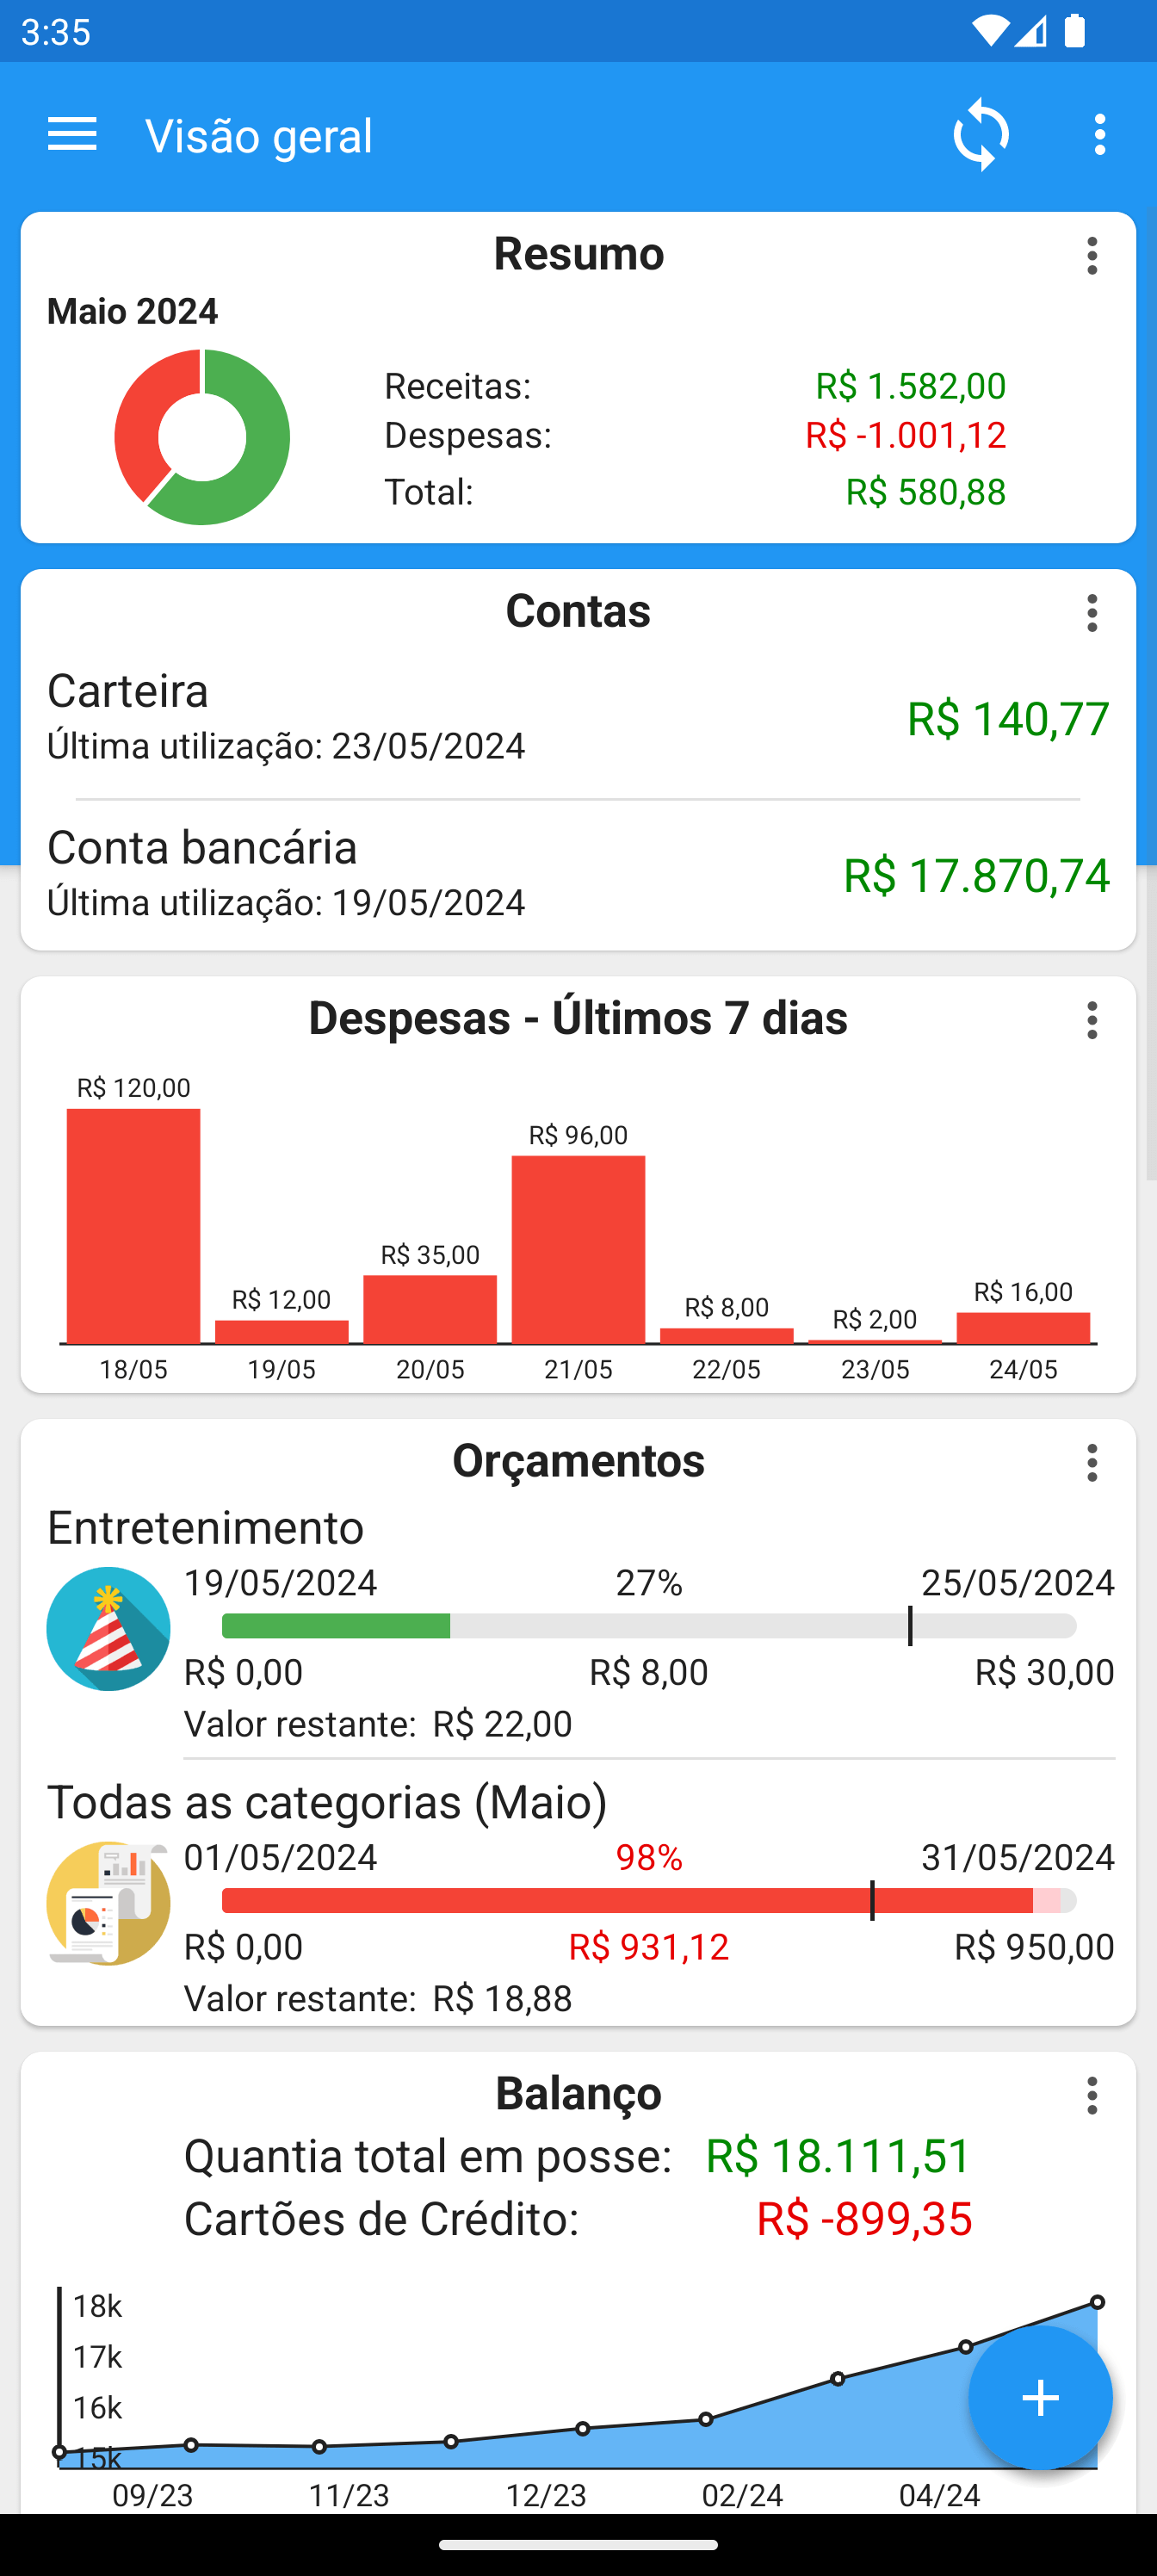 3:35
Visão geral
Resumo
Maio 2024
Receitas: R$ 1.582,00
Despesas: R$ -1.001,12
Total: R$ 580,88
Contas
Carteira
R$ 140,77
Última utilização: 23/05/2024
Conta bancária
R$ 17.870,74
Última utilização: 19/05/2024
Despesas - Últimos 7 dias
R$ 120,00
R$ 96,00
R$ 35,00
R$ 12,00
R$ 8,00
R$ 2,00
R$ 16,00
18/05 19/05 20/05 21/05 22/05 23/05 24/05
Orçamentos
Entretenimento
19/05/2024 27% 25/05/2024
R$ 0,00 R$ 8,00 R$ 30,00
Valor restante: R$ 22,00
Todas as categorias (Maio)
01/05/2024 98% 31/05/2024
R$ 0,00 R$ 931,12 R$ 950,00
Valor restante: R$ 18,88
Balanço
Quantia total em posse: R$ 18.111,51
Cartões de Crédito: R$ -899,35
18k
17k
16k
15k
09/23 11/23 12/23 02/24 04/24